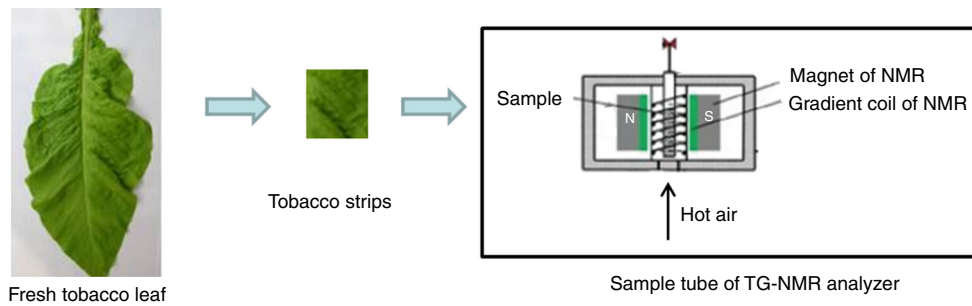 Fresh tobacco leaf
Tobacco strips
Sample
N
S
Magnet of NMR
Gradient coil of NMR
Hot air
Sample tube of TG-NMR analyzer